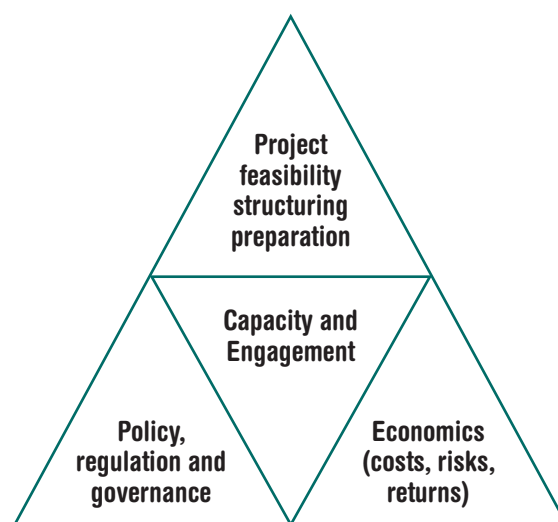 Project
feasibility
structuring
preparation
Capacity and
Engagement
Policy,
regulation and
governance
Economics
(costs, risks,
returns)